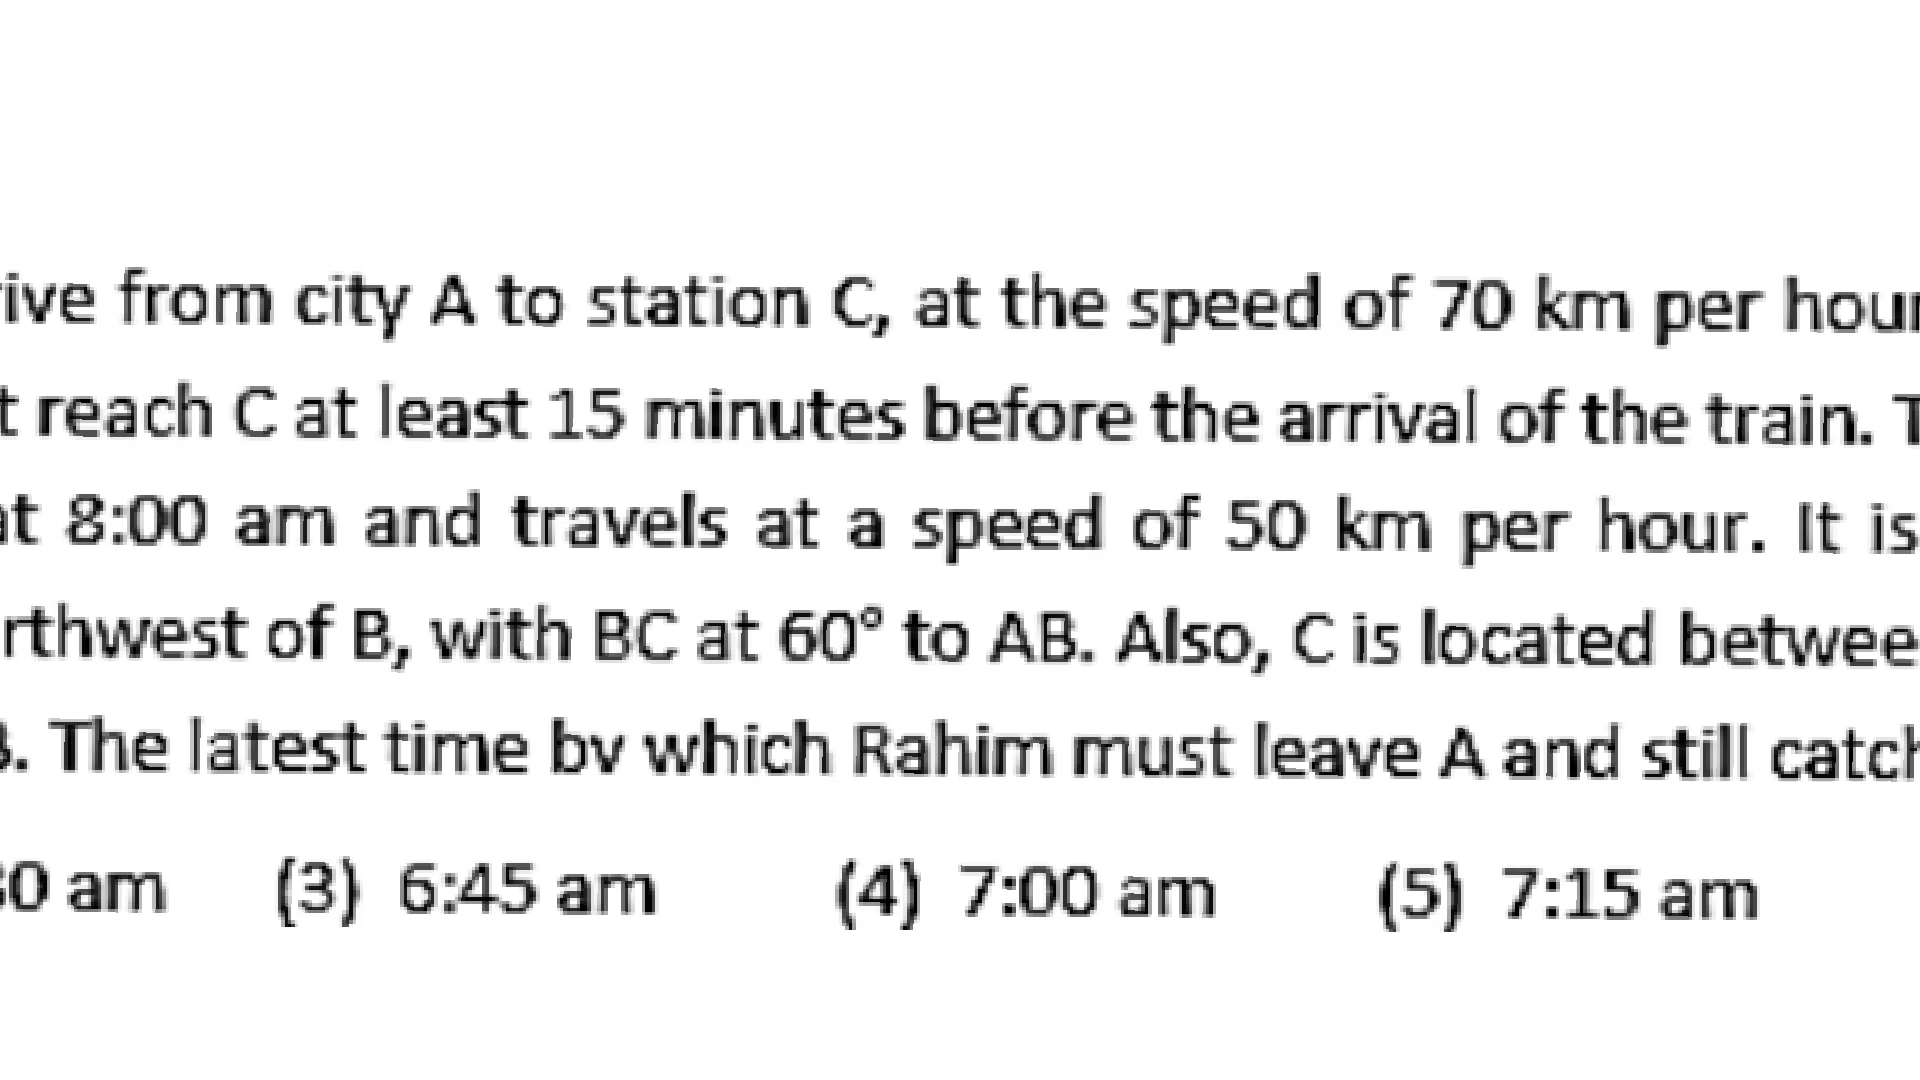 ive from city A to station C, at the speed of 70 km per hour
t reach C at least 15 minutes before the arrival of the train. T
at 8:00 am and travels at a speed of 50 km per hour. It is
rthwest of B, with BC at 60° to AB. Also, C is located betwee
. The latest time by which Rahim must leave A and still catch
0 am (3) 6:45 am (4) 7:00 am (5) 7:15 am